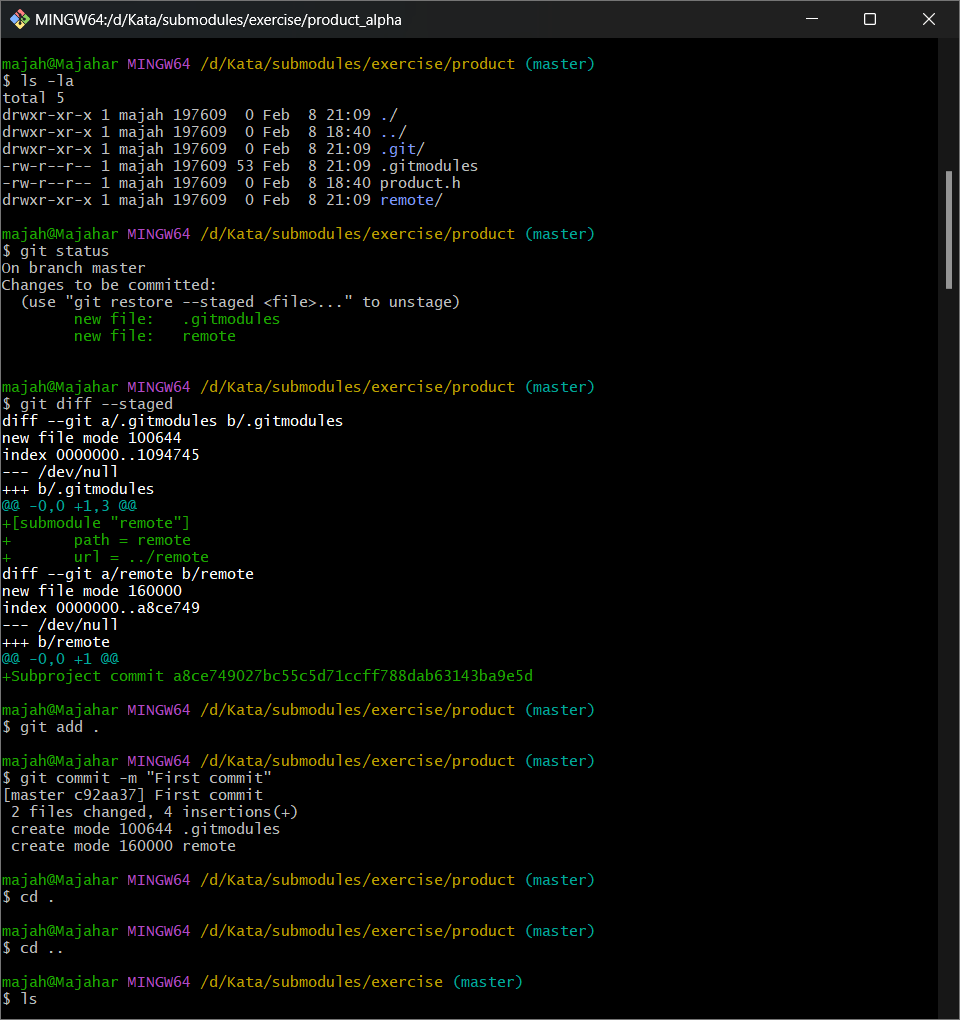 MINGW64:/d/Kata/submodules/exercise/product_alpha
majah@Majahar MINGW64 /d/Kata/submodules/exercise/product (master)
$ ls -la
total 5
drwxr-xr-x 1 majah 197609  0 Feb  8 21:09 ./
drwxr-xr-x 1 majah 197609  0 Feb  8 18:40 ../
drwxr-xr-x 1 majah 197609  0 Feb  8 21:09 .git/
-rw-r--r-- 1 majah 197609 53 Feb  8 21:09 .gitmodules
-rw-r--r-- 1 majah 197609  0 Feb  8 18:40 product.h
drwxr-xr-x 1 majah 197609  0 Feb  8 21:09 remote/
majah@Majahar MINGW64 /d/Kata/submodules/exercise/product (master)
$ git status
On branch master
Changes to be committed:
  (use "git restore --staged <file>..." to unstage)
        new file:   .gitmodules
        new file:   remote
majah@Majahar MINGW64 /d/Kata/submodules/exercise/product (master)
$ git diff --staged
diff --git a/.gitmodules b/.gitmodules
new file mode 100644
index 0000000..1094745
--- /dev/null
+++ b/.gitmodules
@@ -0,0 +1,3 @@
+[submodule "remote"]
+       path = remote
+       url = ../remote
diff --git a/remote b/remote
new file mode 160000
index 0000000..a8ce749
--- /dev/null
+++ b/remote
@@ -0,0 +1 @@
+Subproject commit a8ce749027bc55c5d71ccff788dab63143ba9e5d
majah@Majahar MINGW64 /d/Kata/submodules/exercise/product (master)
$ git add .
majah@Majahar MINGW64 /d/Kata/submodules/exercise/product (master)
$ git commit -m "First commit"
[master c92aa37] First commit
 2 files changed, 4 insertions(+)
 create mode 100644 .gitmodules
 create mode 160000 remote
majah@Majahar MINGW64 /d/Kata/submodules/exercise/product (master)
$ cd .
majah@Majahar MINGW64 /d/Kata/submodules/exercise/product (master)
$ cd ..
majah@Majahar MINGW64 /d/Kata/submodules/exercise (master)
$ ls